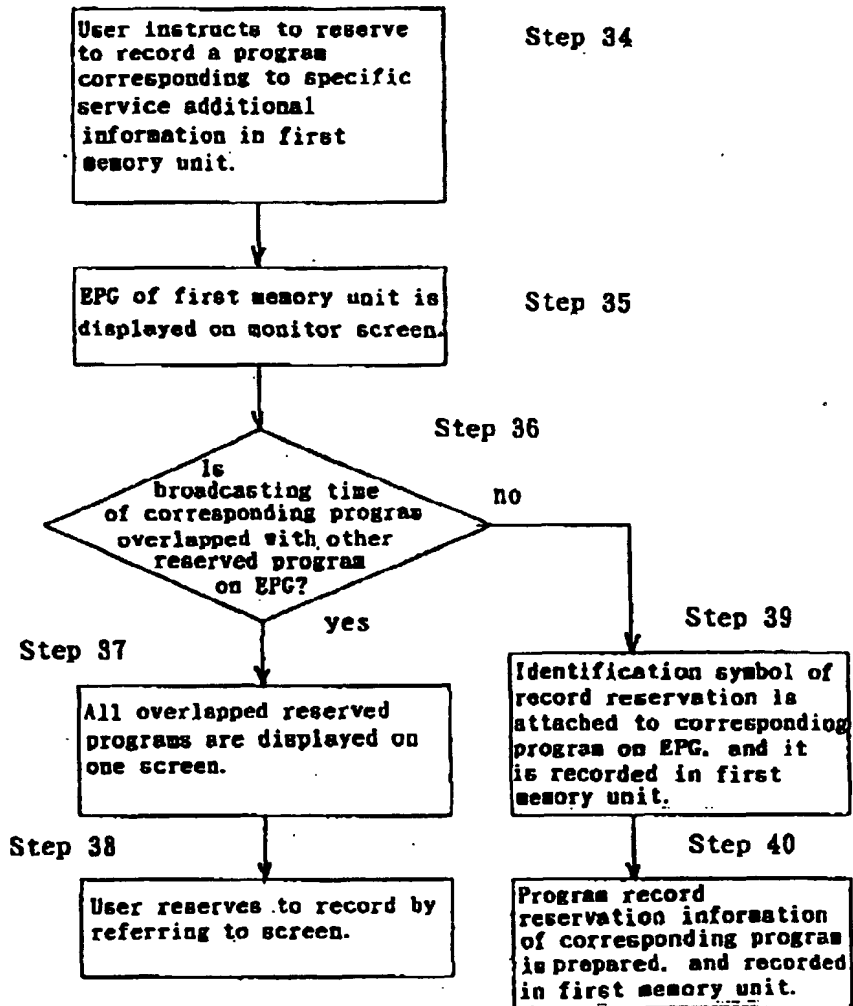 User instructs to reserve
to record a program
corresponding to specific
service additional
information in first
memory unit.
Step 34
EPG of first memory unit is
displayed on monitor screen.
Step 35
Step 36
Is
broadcasting time
of corresponding program
overlapped with other
reserved program
on EPG?
no
yes
Step 37
All overlapped reserved
programs are displayed on
one screen.
Step 38
User reserves to record by
referring to screen.
Step 39
Identification symbol of
record reservation is
attached to corresponding
program on EPG. and it
is recorded in first
memory unit.
Step 40
Program record
reservation information
of corresponding program
is prepared. and recorded
in first memory unit.